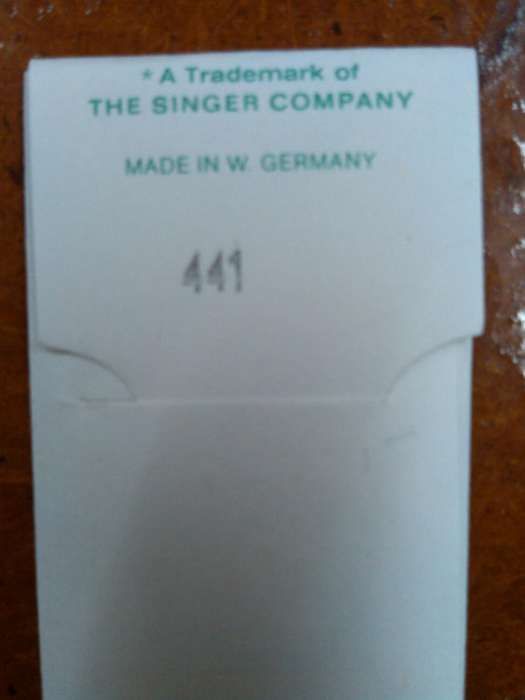 * A Trademark of
THE SINGER COMPANY
MADE IN W. GERMANY
441